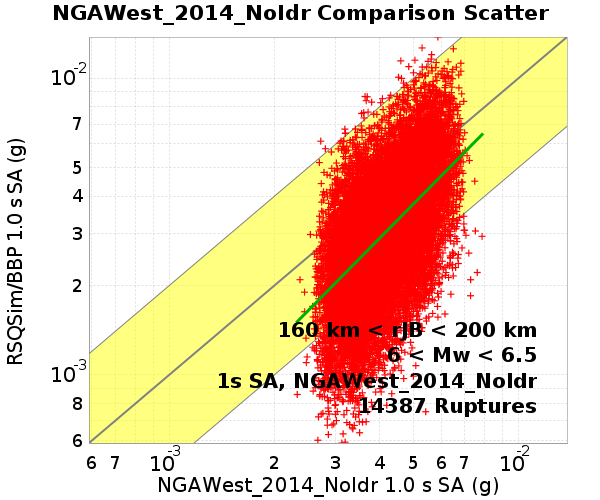 NGAWest_2014_NoIdr Comparison Scatter
RSQSim/BBP 1.0 s SA (g)
10-2
7
5
4
3
2
10-3
8
6
160 km < rJB < 200 km
6 < Mw < 6.5
1s SA, NGAWest_2014_NoIdr
14387 Ruptures
6 7 10-3 2 3 4 5 6 7 10-2
NGAWest_2014_NoIdr 1.0 s SA (g)